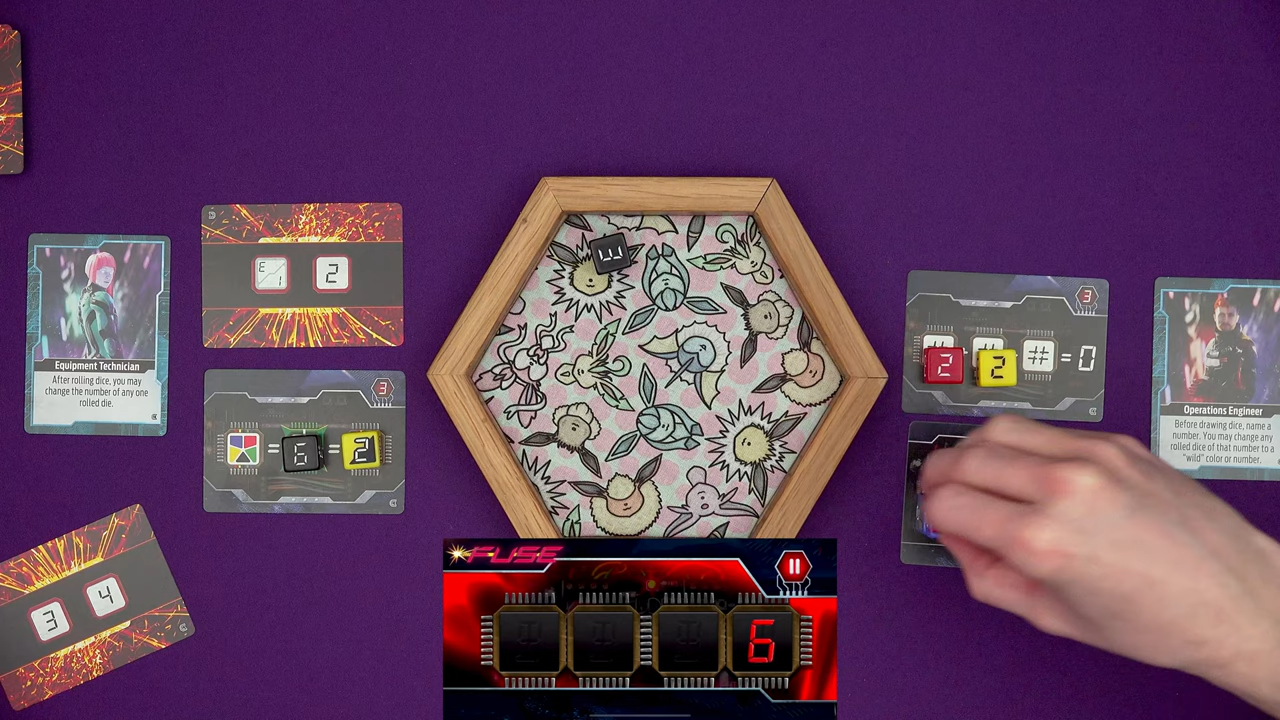 D
E/1 2
Equipment Technician
After rolling dice, you may
change the number of any one
rolled die.
3
= 6 = 2
3 4
3
2 2 # = 0
Operations Engineer
Before drawing dice, name a
number. You may change any
rolled dice of that number to a
"wild" color or number.
FUSE
6